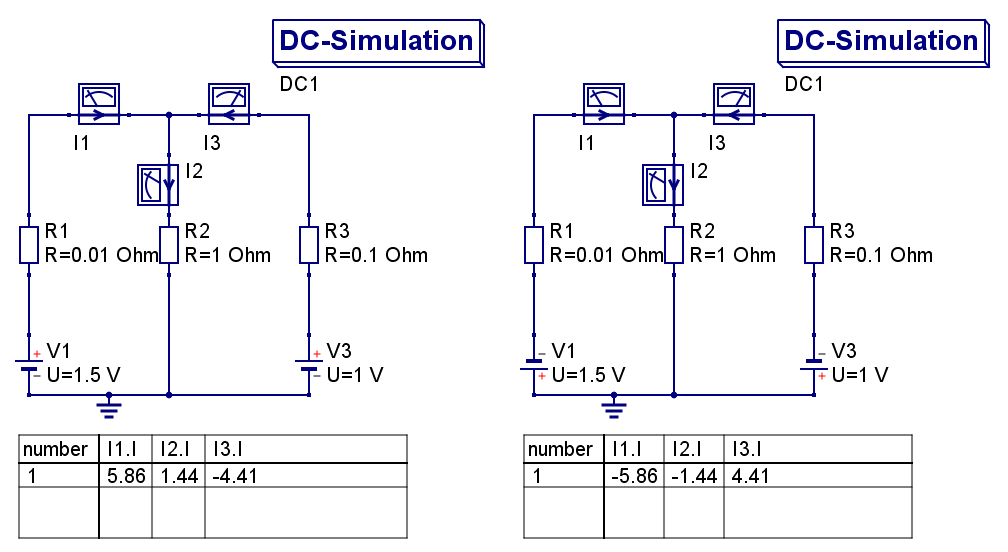 DC-Simulation
DC1
I1
I3
I2
R1
R=0.01 Ohm
R2
R=1 Ohm
R3
R=0.1 Ohm
+ V1
- U=1.5 V
+ V3
- U=1 V
number I1.I I2.I I3.I
1 5.86 1.44 -4.41
DC-Simulation
DC1
I1
I3
I2
R1
R=0.01 Ohm
R2
R=1 Ohm
R3
R=0.1 Ohm
- V1
+ U=1.5 V
- V3
+ U=1 V
number I1.I I2.I I3.I
1 -5.86 -1.44 4.41